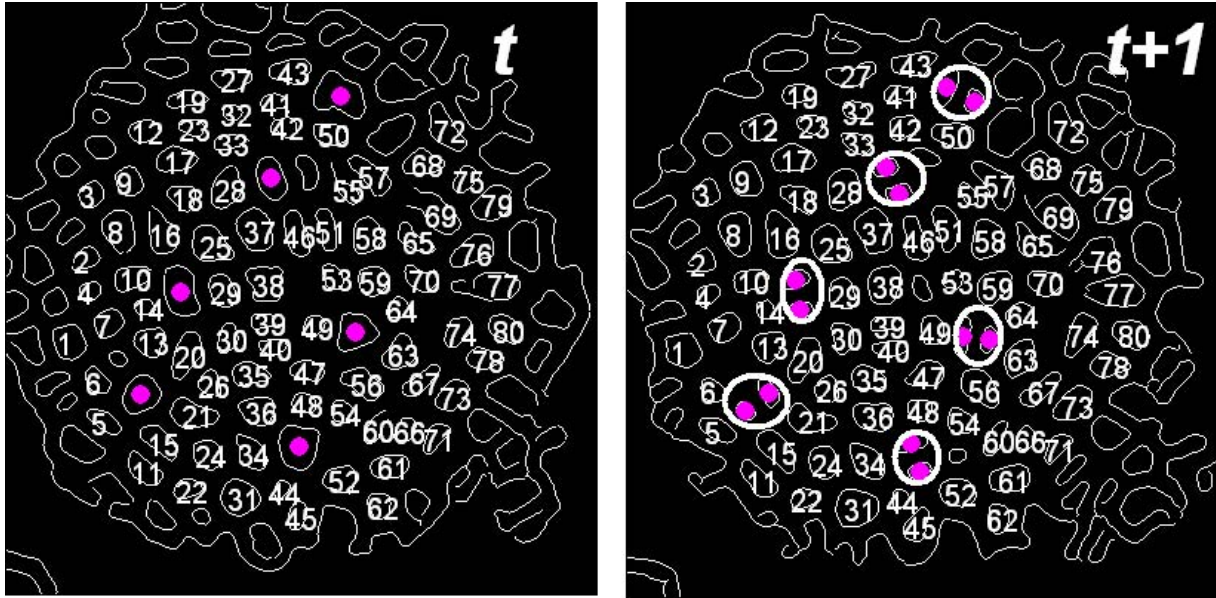 t
27 43
19 32 41
12 23 33 42 50 72
17 68
3 9 18 28 55 57 75
69 79
8 16 25 37 46 51 58 65
2 76
4 10 29 38 53 59 70 77
7 14 39 64
1 13 30 40 49 74 80
20 63 78
6 26 35 47 56 67
5 21 36 48 54 73
15 60 66 71
11 24 34 61
22 31 44 52
45 62
t+1
27 43
19 32 41
12 23 33 42 50 72
17 68
3 9 18 28 55 57 75
69 79
8 16 25 37 46 51 58 65
2 76
4 10 29 38 53 59 70 77
7 14 39 64
1 13 30 40 49 74 80
20 63 78
6 26 35 47 56 67
5 21 36 48 54 73
15 60 66 71
11 24 34 61
22 31 44 52
45 62